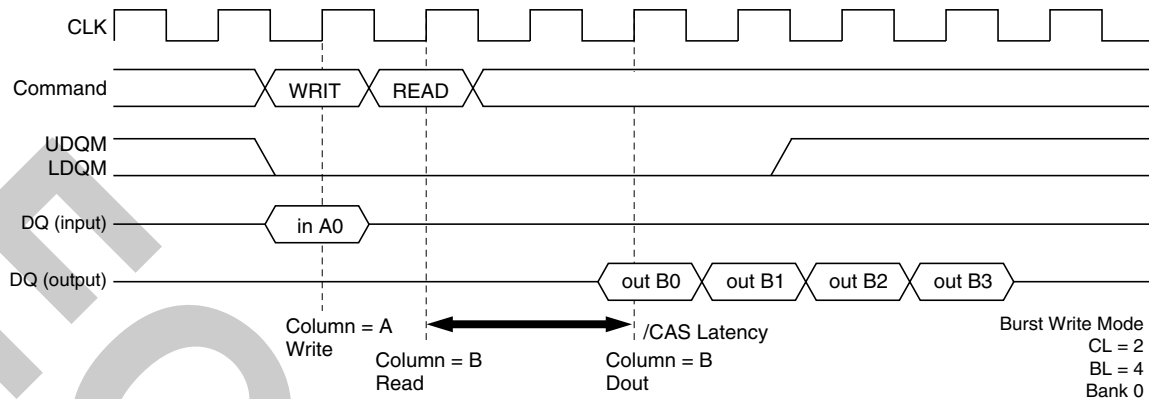 CLK
Command
WRIT
READ
UDQM
LDQM
DQ (input)
in A0
DQ (output)
out B0
out B1
out B2
out B3
Column = A
Write
/CAS Latency
Column = B
Read
Column = B
Dout
Burst Write Mode
CL = 2
BL = 4
Bank 0